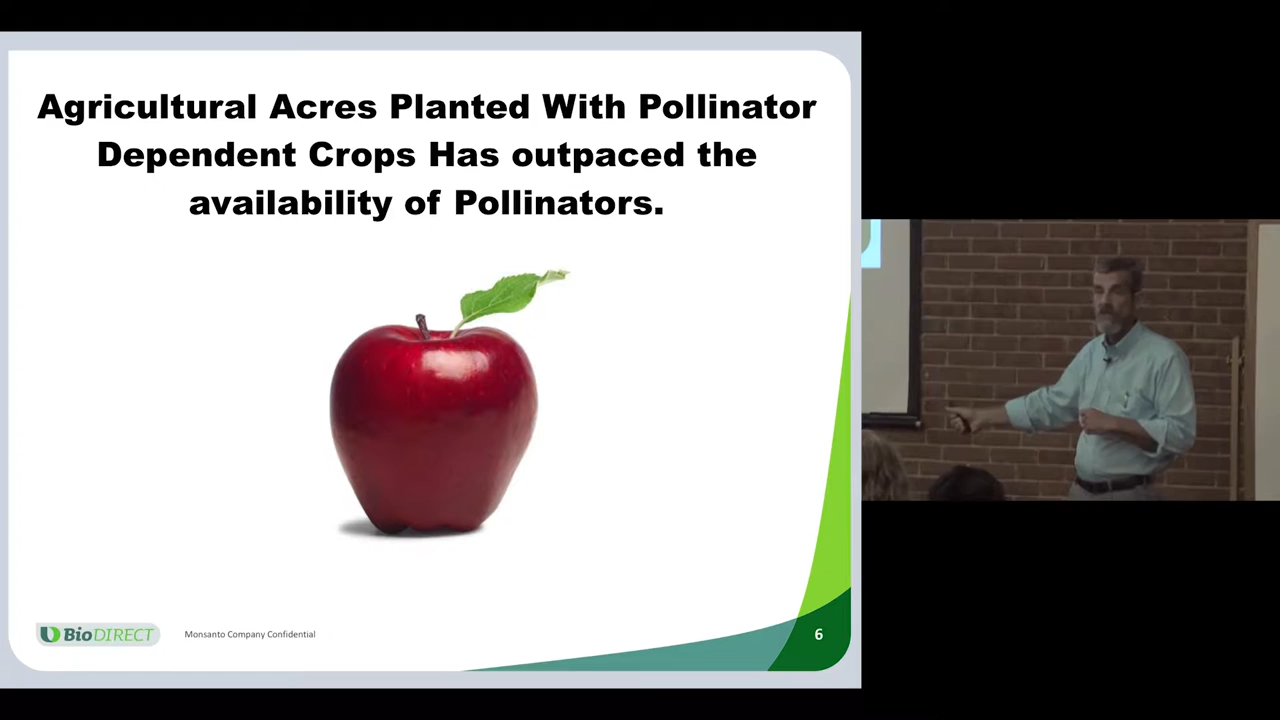 Agricultural Acres Planted With Pollinator
Dependent Crops Has outpaced the
availability of Pollinators.
BioDIRECT
Monsanto Company Confidential
6